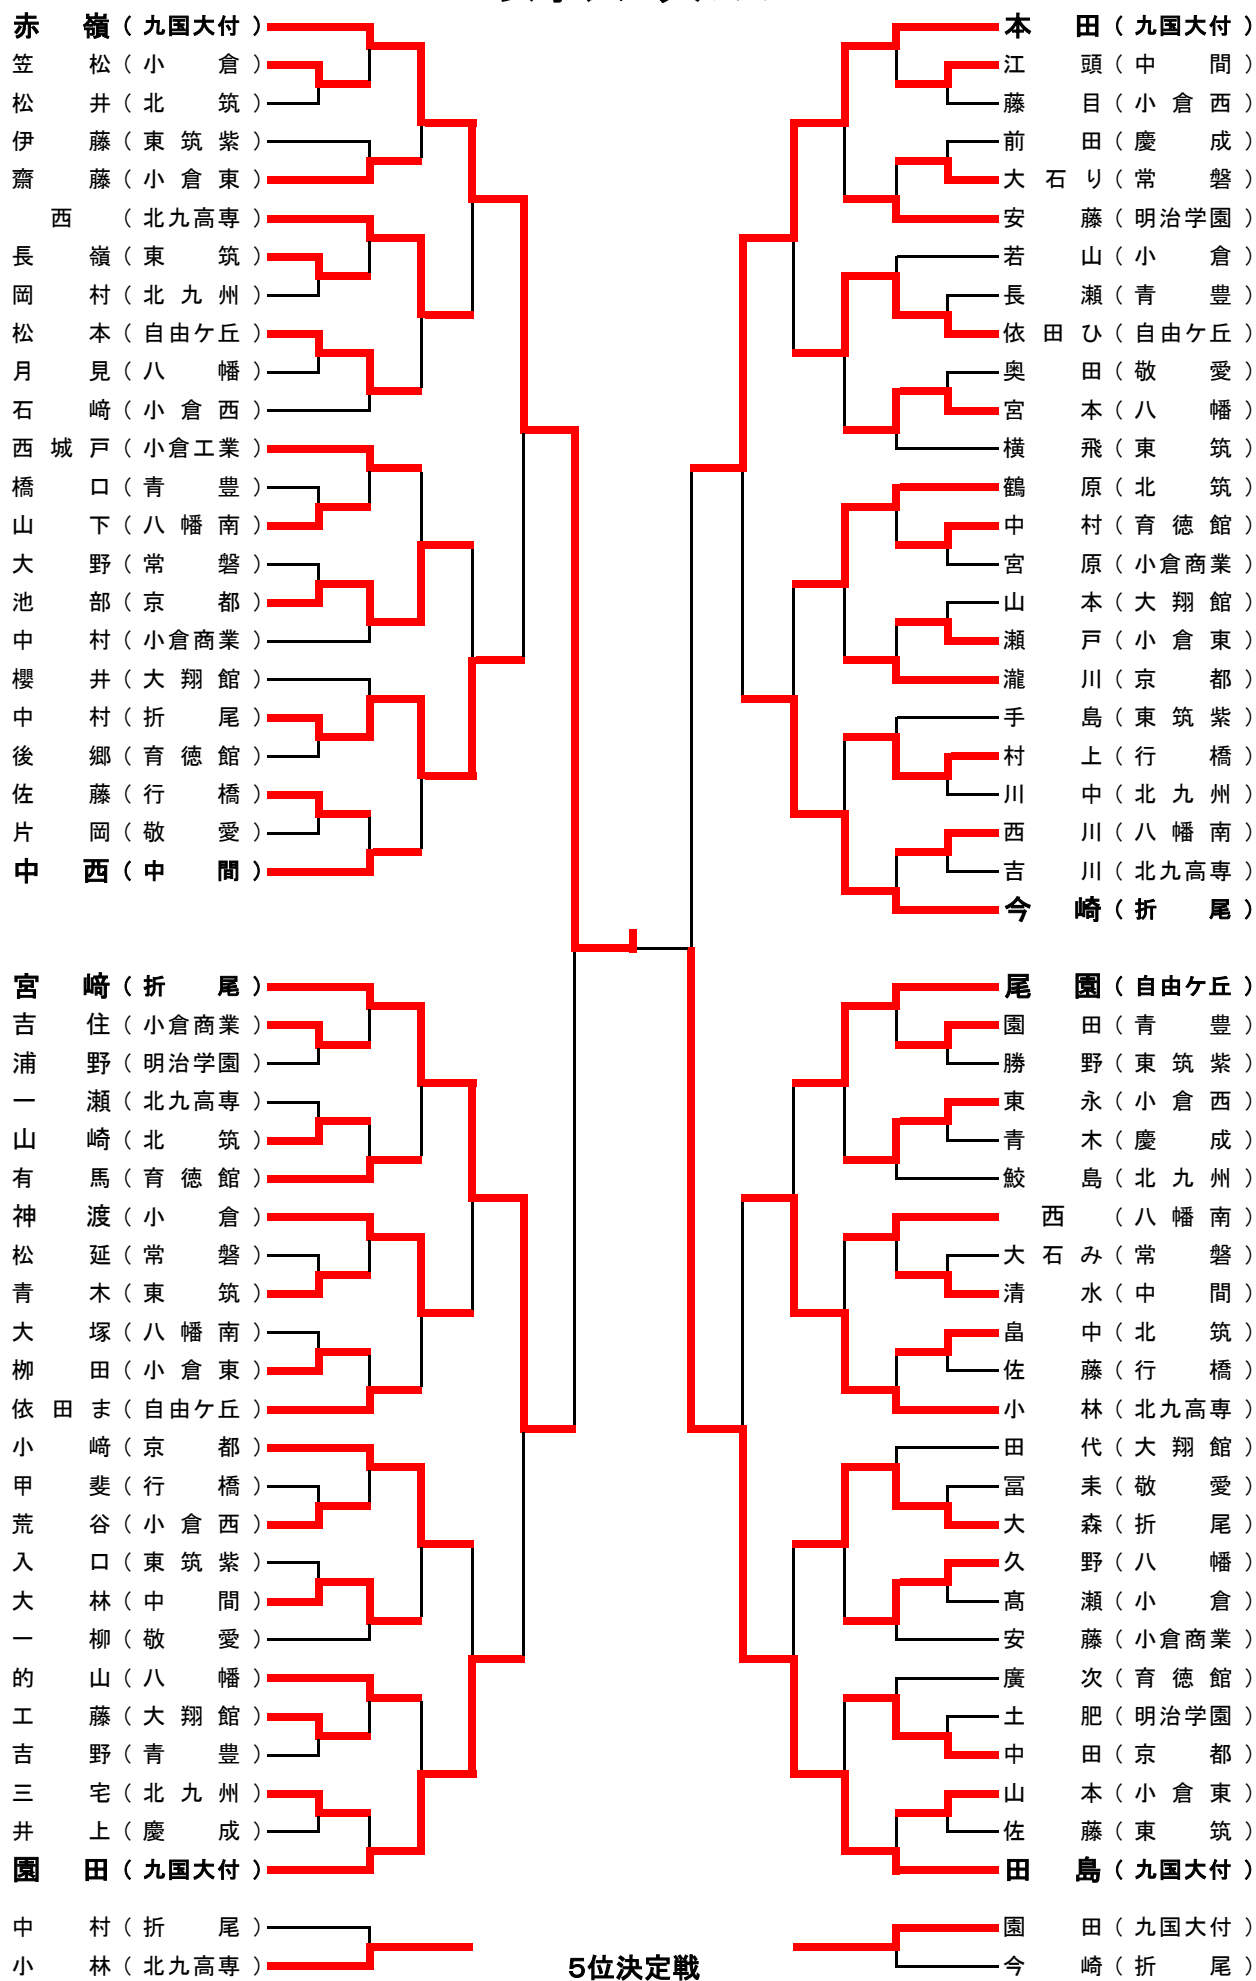 赤嶺（九国大付）
笠松（小倉）
松井（北筑）
伊藤（東筑紫）
齋藤（小倉東）
西（北九高専）
長嶺（東筑）
岡村（北九州）
松本（自由ケ丘）
月見（八幡）
石﨑（小倉西）
西城戸（小倉工業）
橋口（青豊）
山下（八幡南）
大野（常磐）
池部（京都）
中村（小倉商業）
櫻井（大翔館）
中村（折尾）
後郷（育徳館）
佐藤（行橋）
片岡（敬愛）
中西（中間）
宮﨑（折尾）
吉住（小倉商業）
浦野（明治学園）
一瀬（北九高専）
山崎（北筑）
有馬（育徳館）
神渡（小倉）
松延（常磐）
青木（東筑）
大塚（八幡南）
栁田（小倉東）
依田ま（自由ケ丘）
小﨑（京都）
甲斐（行橋）
荒谷（小倉西）
入口（東筑紫）
大林（中間）
一柳（敬愛）
的山（八幡）
工藤（大翔館）
吉野（青豊）
三宅（北九州）
井上（慶成）
園田（九国大付）
中村（折尾）
小林（北九高専）
5位決定戦
本田（九国大付）
江頭（中間）
藤目（小倉西）
前田（慶成）
大石り（常磐）
安藤（明治学園）
若山（小倉）
長瀬（青豊）
依田ひ（自由ケ丘）
奥田（敬愛）
宮本（八幡）
横飛（東筑）
鶴原（北筑）
中村（育徳館）
宮原（小倉商業）
山本（大翔館）
瀬戸（小倉東）
瀧川（京都）
手島（東筑紫）
村上（行橋）
川中（北九州）
西川（八幡南）
吉川（北九高専）
今崎（折尾）
尾園（自由ケ丘）
園田（青豊）
勝野（東筑紫）
東永（小倉西）
青木（慶成）
鮫島（北九州）
西（八幡南）
大石み（常磐）
清水（中間）
畠中（北筑）
佐藤（行橋）
小林（北九高専）
田代（大翔館）
冨耒（敬愛）
大森（折尾）
久野（八幡）
髙瀬（小倉）
安藤（小倉商業）
廣次（育徳館）
土肥（明治学園）
中田（京都）
山本（小倉東）
佐藤（東筑）
田島（九国大付）
園田（九国大付）
今崎（折尾）